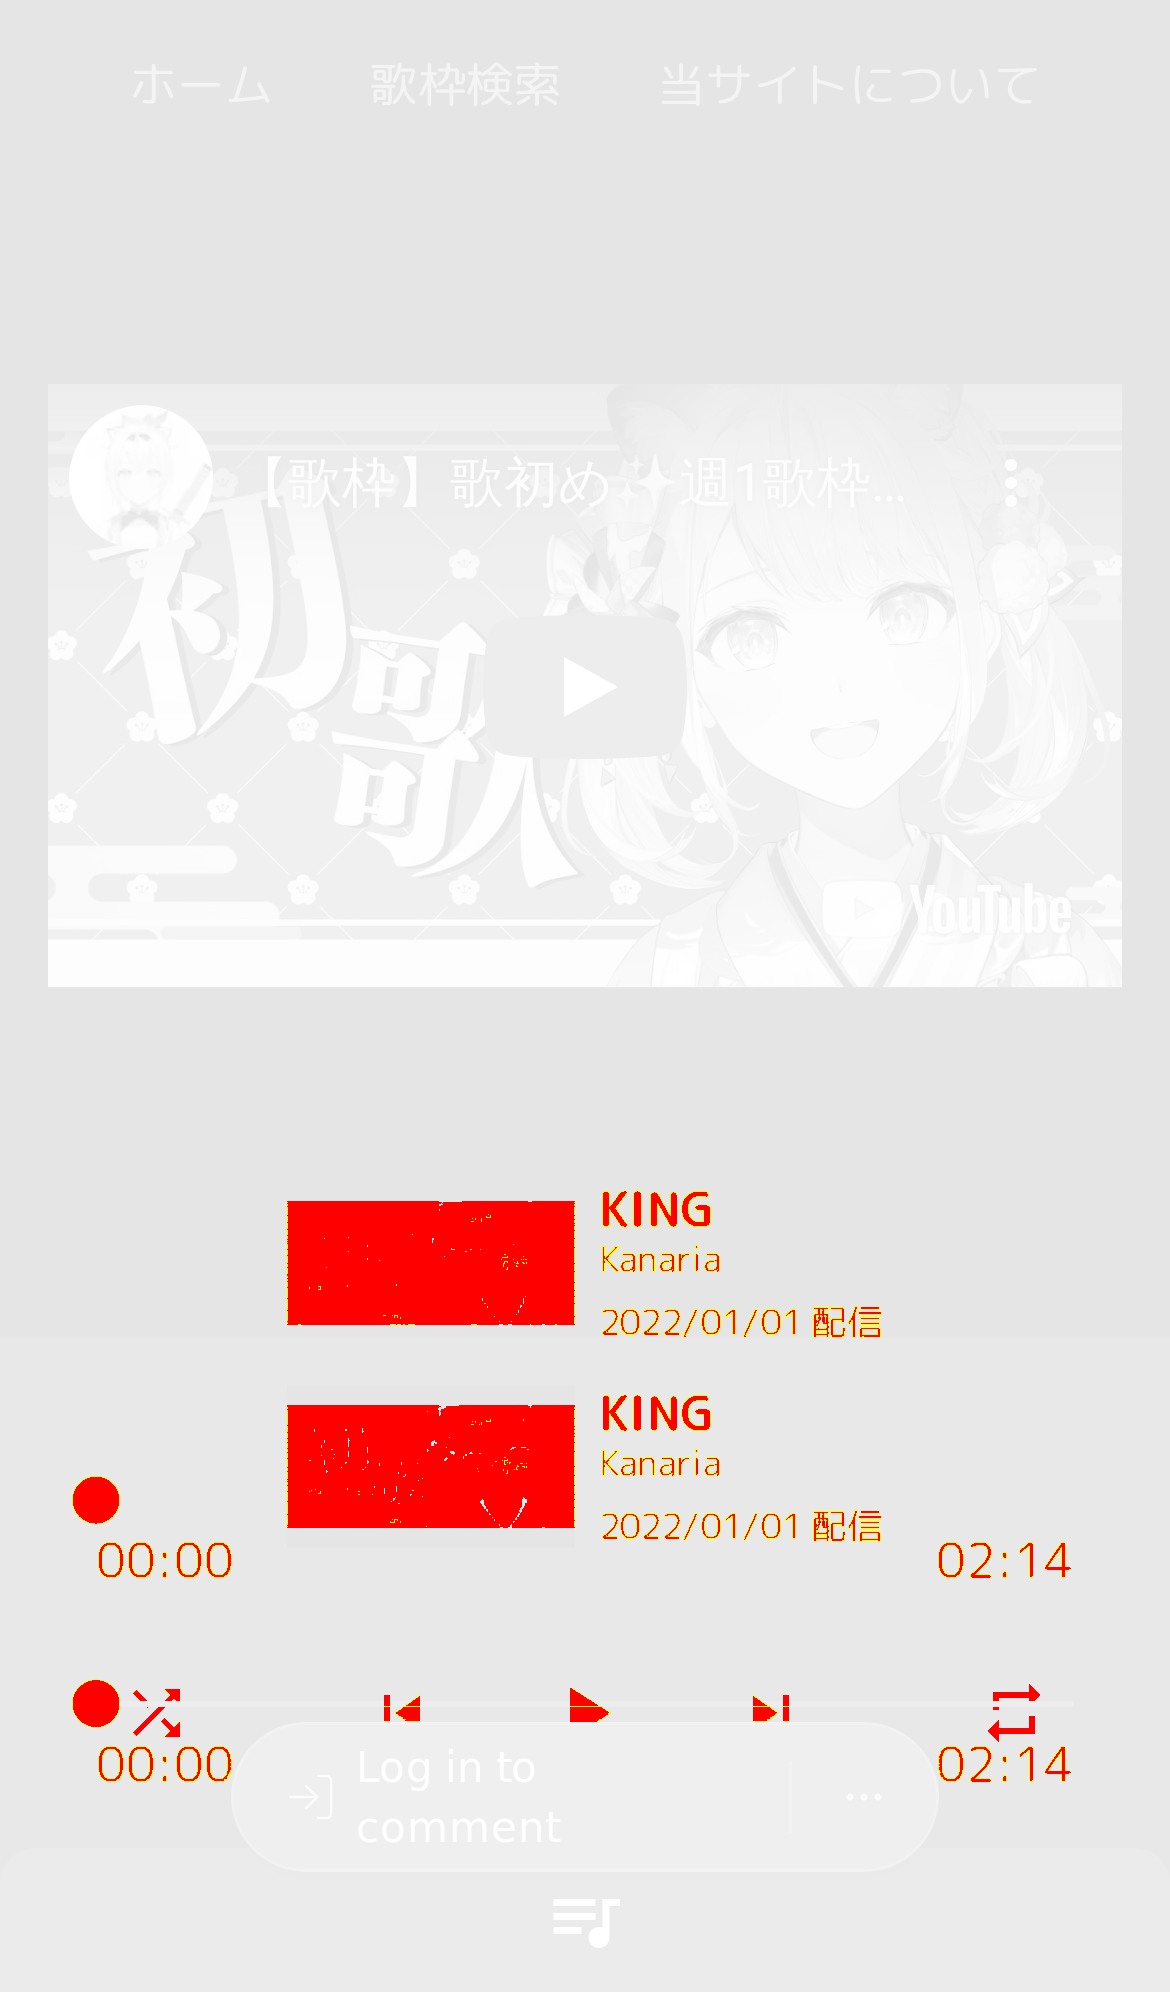 ホーム 歌枠検索 当サイトについて
【歌枠】歌初め✨週1歌枠...
初
歌
YouTube
KING
Kanaria
2022/01/01 配信
KING
Kanaria
2022/01/01 配信
00:00 02:14
00:00 02:14
Log in to
comment